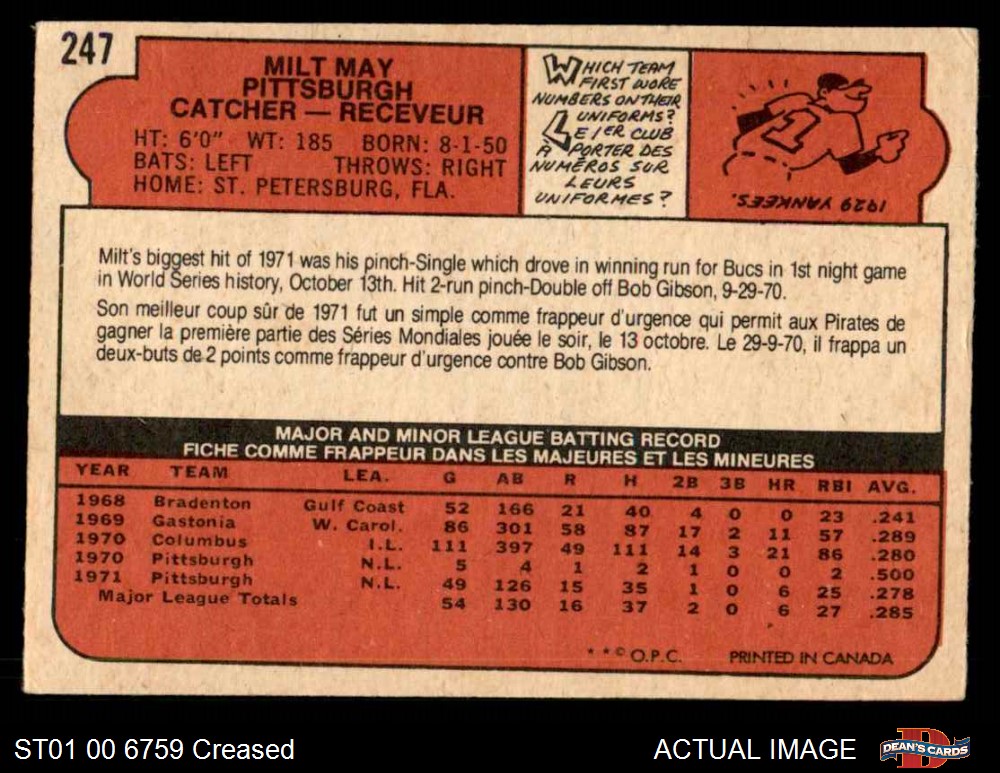 247
MILT MAY
PITTSBURGH
CATCHER — RECEVEUR
HT: 6'0" WT: 185 BORN: 8-1-50
BATS: LEFT THROWS: RIGHT
HOME: ST. PETERSBURG, FLA.
WHICH TEAM
FIRST WORE
NUMBERS ON THEIR
UNIFORMS?
LE 1ER CLUB
À PORTER DES
NUMÉROS SUR
LEURS
UNIFORMES?
1
1929 YANKEES.
Milt's biggest hit of 1971 was his pinch-Single which drove in winning run for Bucs in 1st night game
in World Series history, October 13th. Hit 2-run pinch-Double off Bob Gibson, 9-29-70.
Son meilleur coup sûr de 1971 fut un simple comme frappeur d'urgence qui permit aux Pirates de
gagner la première partie des Séries Mondiales jouée le soir, le 13 octobre. Le 29-9-70, il frappa un
deux-buts de 2 points comme frappeur d'urgence contre Bob Gibson.
MAJOR AND MINOR LEAGUE BATTING RECORD
FICHE COMME FRAPPEUR DANS LES MAJEURES ET LES MINEURES
YEAR TEAM LEA. G AB R H 2B 3B HR RBI AVG.
1968 Bradenton Gulf Coast 52 166 21 40 4 0 0 23 .241
1969 Gastonia W. Carol. 86 301 58 87 17 2 11 57 .289
1970 Columbus I.L. 111 397 49 111 14 3 21 86 .280
1970 Pittsburgh N.L. 5 4 1 2 1 0 0 2 .500
1971 Pittsburgh N.L. 49 126 15 35 1 0 6 25 .278
Major League Totals 54 130 16 37 2 0 6 27 .285
**© O.P.C. PRINTED IN CANADA
ST01 00 6759 Creased
ACTUAL IMAGE
D
DEAN'S CARDS